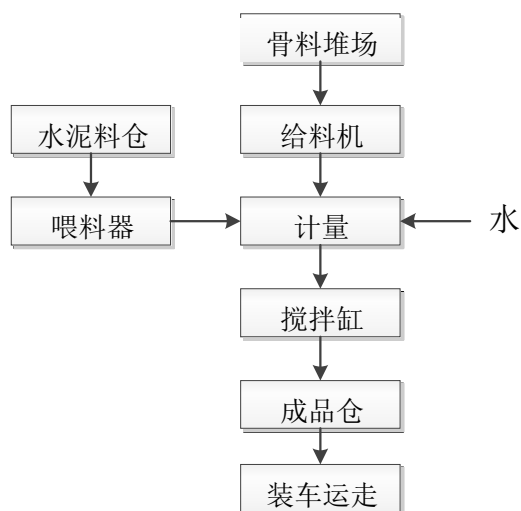 骨料堆场
水泥料仓
给料机
喂料器
计量
水
搅拌缸
成品仓
装车运走